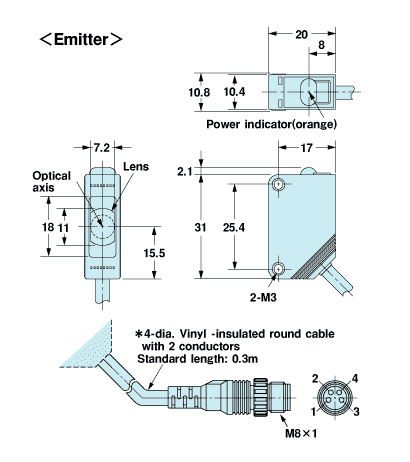 <Emitter>
20
8
10.8
10.4
Power indicator(orange)
7.2
Lens
Optical
axis
18
11
15.5
2.1
17
31
25.4
2-M3
*4-dia. Vinyl -insulated round cable
with 2 conductors
Standard length: 0.3m
M8×1
2
4
1
3